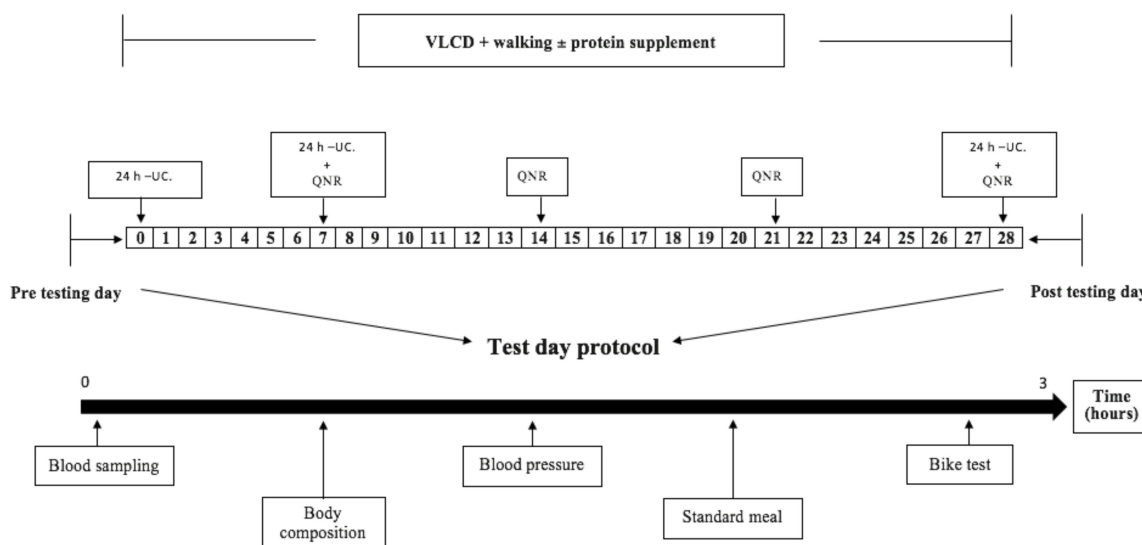 VLCD + walking ± protein supplement
24 h –UC.
24 h –UC.
+
QNR
QNR
QNR
24 h –UC.
+
QNR
0 1 2 3 4 5 6 7 8 9 10 11 12 13 14 15 16 17 18 19 20 21 22 23 24 25 26 27 28
Pre testing day
Post testing day
Test day protocol
0
3
Time
(hours)
Blood sampling
Body
composition
Blood pressure
Standard meal
Bike test